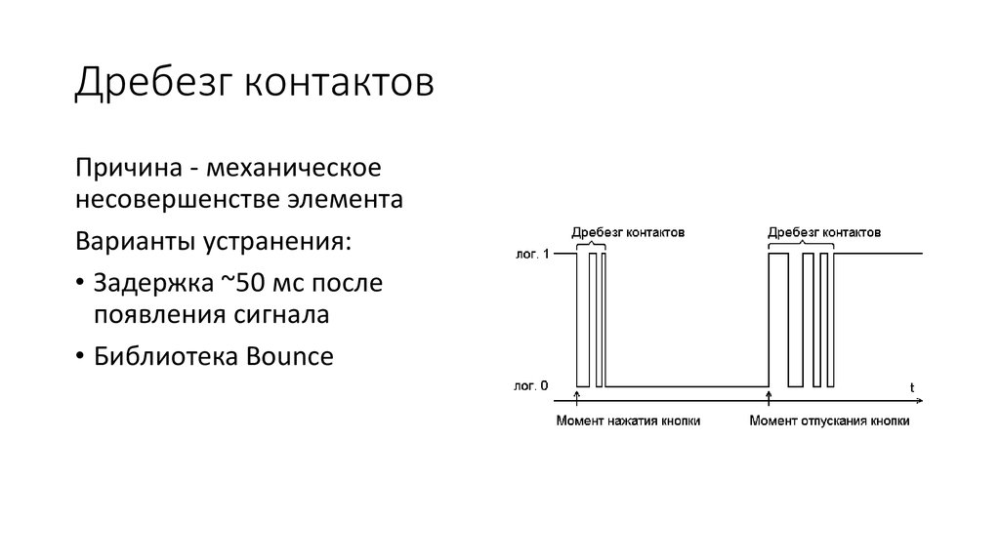 Дребезг контактов
Причина - механическое
несовершенстве элемента
Варианты устранения:
• Задержка ~50 мс после
появления сигнала
• Библиотека Bounce
Дребезг контактов
Дребезг контактов
лог. 1
лог. 0
t
Момент нажатия кнопки
Момент отпускания кнопки